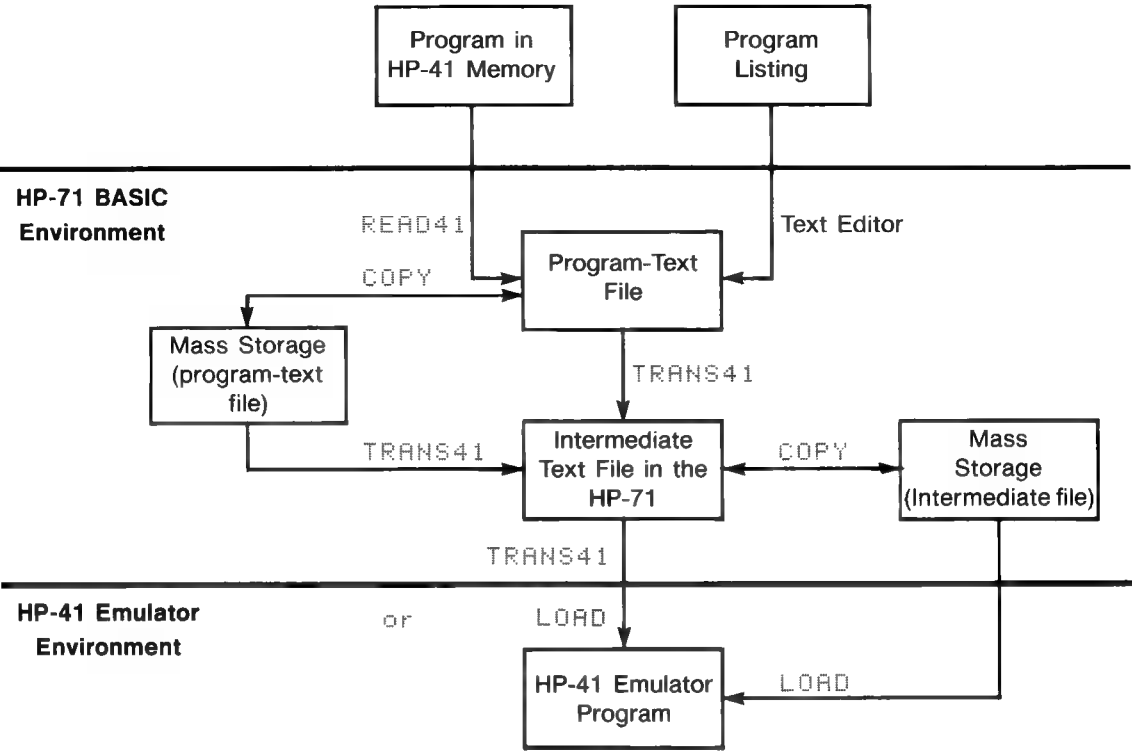 Program in
HP-41 Memory
Program
Listing
HP-71 BASIC
Environment
READ41
Text Editor
Program-Text
File
COPY
Mass Storage
(program-text
file)
TRANS41
TRANS41
Intermediate
Text File in the
HP-71
COPY
Mass
Storage
(Intermediate file)
TRANS41
HP-41 Emulator
Environment
or
LOAD
HP-41 Emulator
Program
LOAD